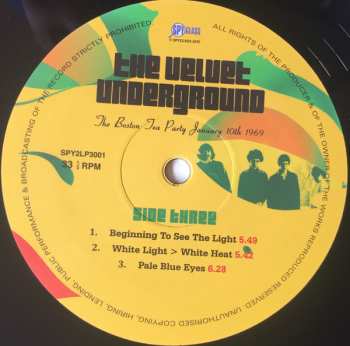 SPYGLASS
THE VELVET
UNDERGROUND
The Boston Tea Party January 10th 1969
SPY2LP3001
33 RPM
SIDE THREE
1. Beginning To See The Light 5.49
2. White Light > White Heat 5.42
3. Pale Blue Eyes 6.28
ALL RIGHTS OF THE PRODUCER & OF THE OWNER OF THE WORKS REPRODUCED RESERVED. UNAUTHORISED COPYING, HIRING, LENDING, PUBLIC PERFORMANCE & BROADCASTING OF THE RECORD STRICTLY PROHIBITED